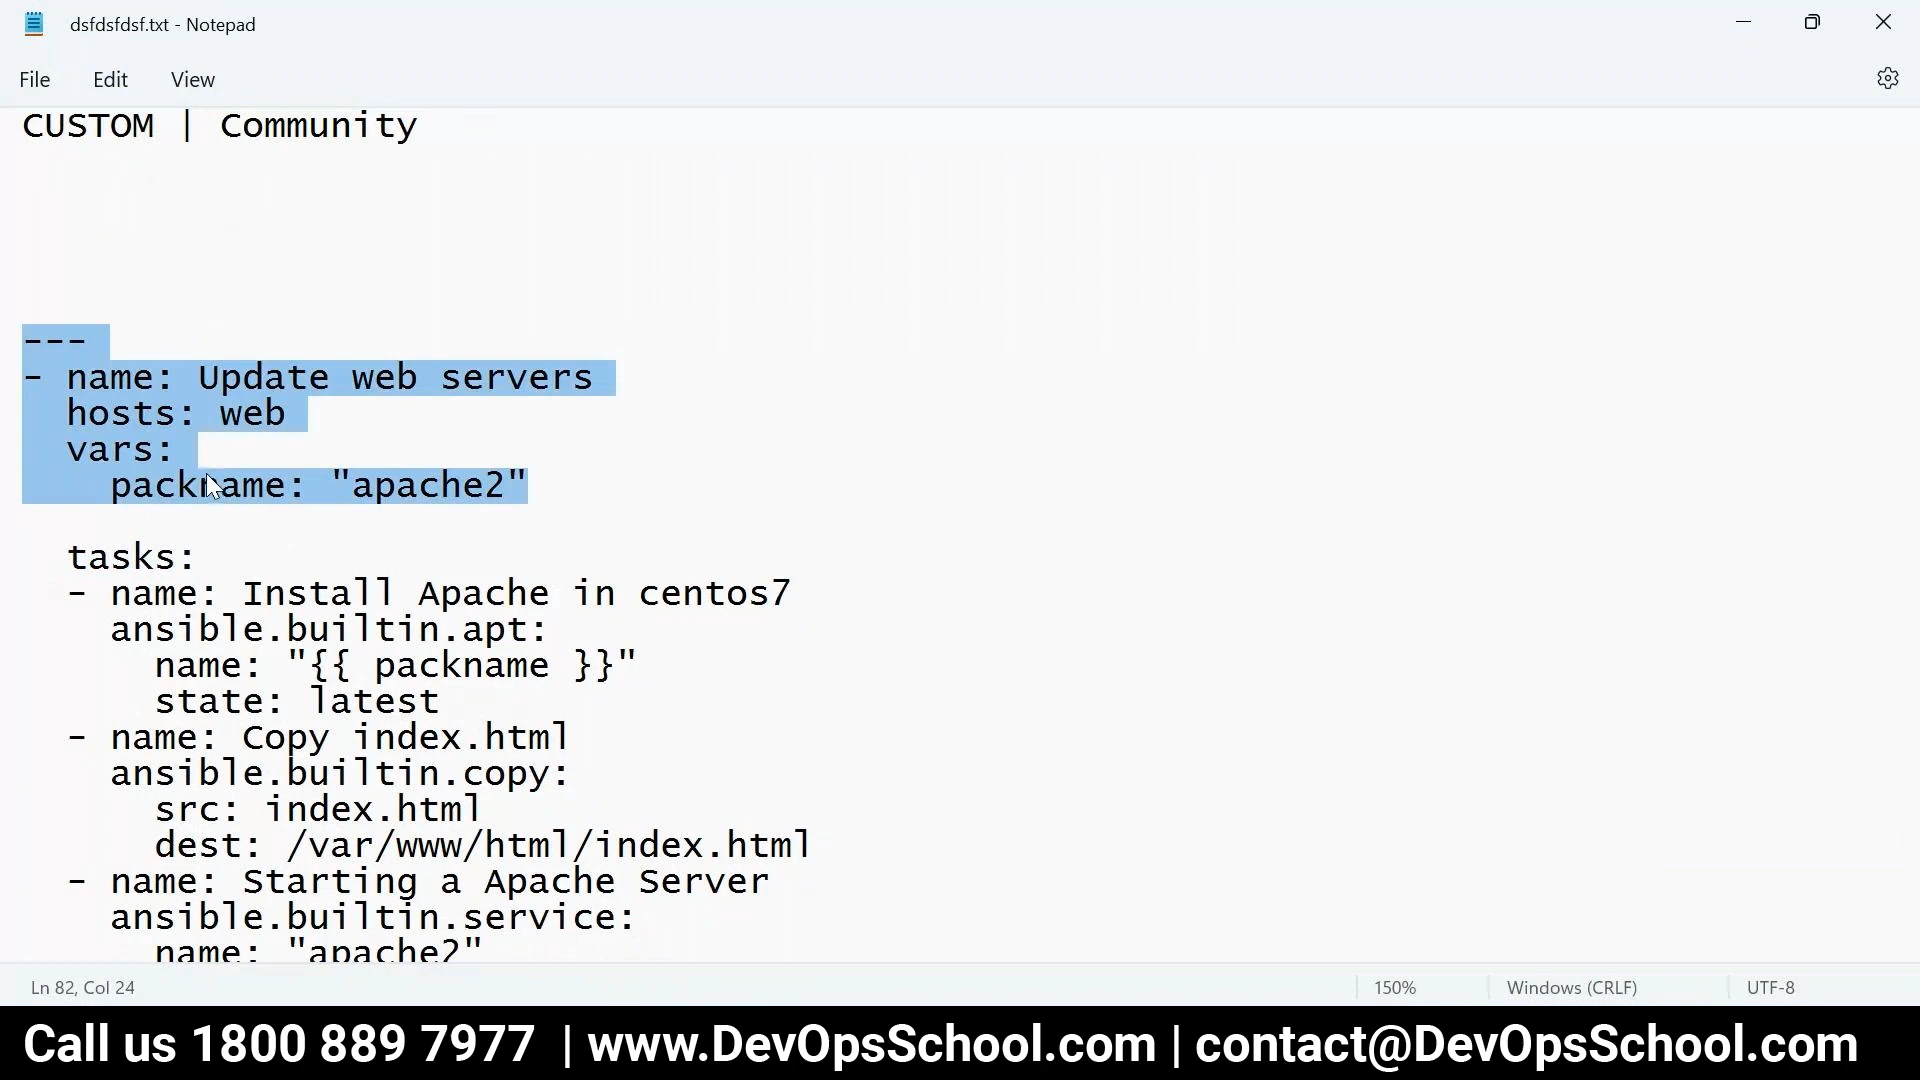 dsfdsfdsf.txt - Notepad
File Edit View
CUSTOM | Community
---
- name: Update web servers
hosts: web
vars:
packname: "apache2"
tasks:
- name: Install Apache in centos7
ansible.builtin.apt:
name: "{{ packname }}"
state: latest
- name: Copy index.html
ansible.builtin.copy:
src: index.html
dest: /var/www/html/index.html
- name: Starting a Apache Server
ansible.builtin.service:
name: "apache2"
Ln 82, Col 24 150% Windows (CRLF) UTF-8
Call us 1800 889 7977 | www.DevOpsSchool.com | contact@DevOpsSchool.com